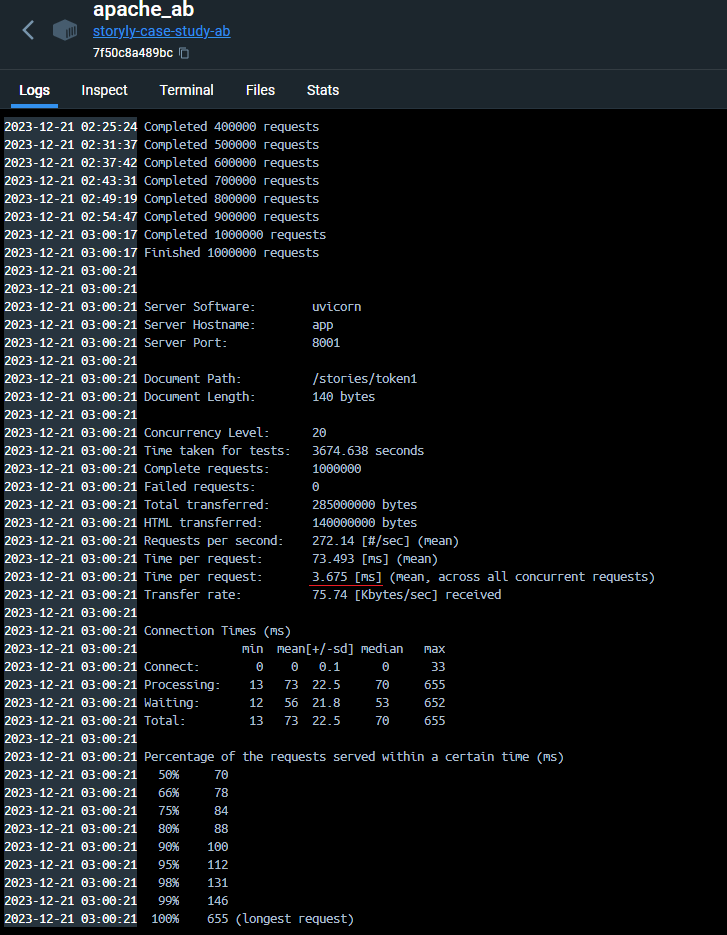 apache_ab
storyly-case-study-ab
7f50c8a489bc
Logs Inspect Terminal Files Stats
2023-12-21 02:25:24 Completed 400000 requests
2023-12-21 02:31:37 Completed 500000 requests
2023-12-21 02:37:42 Completed 600000 requests
2023-12-21 02:43:31 Completed 700000 requests
2023-12-21 02:49:19 Completed 800000 requests
2023-12-21 02:54:47 Completed 900000 requests
2023-12-21 03:00:17 Completed 1000000 requests
2023-12-21 03:00:17 Finished 1000000 requests
2023-12-21 03:00:21
2023-12-21 03:00:21
2023-12-21 03:00:21 Server Software:        uvicorn
2023-12-21 03:00:21 Server Hostname:        app
2023-12-21 03:00:21 Server Port:            8001
2023-12-21 03:00:21
2023-12-21 03:00:21 Document Path:          /stories/token1
2023-12-21 03:00:21 Document Length:        140 bytes
2023-12-21 03:00:21
2023-12-21 03:00:21 Concurrency Level:      20
2023-12-21 03:00:21 Time taken for tests:   3674.638 seconds
2023-12-21 03:00:21 Complete requests:      1000000
2023-12-21 03:00:21 Failed requests:        0
2023-12-21 03:00:21 Total transferred:      285000000 bytes
2023-12-21 03:00:21 HTML transferred:       140000000 bytes
2023-12-21 03:00:21 Requests per second:    272.14 [#/sec] (mean)
2023-12-21 03:00:21 Time per request:       73.493 [ms] (mean)
2023-12-21 03:00:21 Time per request:       3.675 [ms] (mean, across all concurrent requests)
2023-12-21 03:00:21 Transfer rate:          75.74 [Kbytes/sec] received
2023-12-21 03:00:21
2023-12-21 03:00:21 Connection Times (ms)
2023-12-21 03:00:21               min  mean[+/-sd] median   max
2023-12-21 03:00:21 Connect:        0    0   0.1      0      33
2023-12-21 03:00:21 Processing:    13   73  22.5     70     655
2023-12-21 03:00:21 Waiting:       12   56  21.8     53     652
2023-12-21 03:00:21 Total:         13   73  22.5     70     655
2023-12-21 03:00:21
2023-12-21 03:00:21 Percentage of the requests served within a certain time (ms)
2023-12-21 03:00:21   50%     70
2023-12-21 03:00:21   66%     78
2023-12-21 03:00:21   75%     84
2023-12-21 03:00:21   80%     88
2023-12-21 03:00:21   90%    100
2023-12-21 03:00:21   95%    112
2023-12-21 03:00:21   98%    131
2023-12-21 03:00:21   99%    146
2023-12-21 03:00:21  100%    655 (longest request)